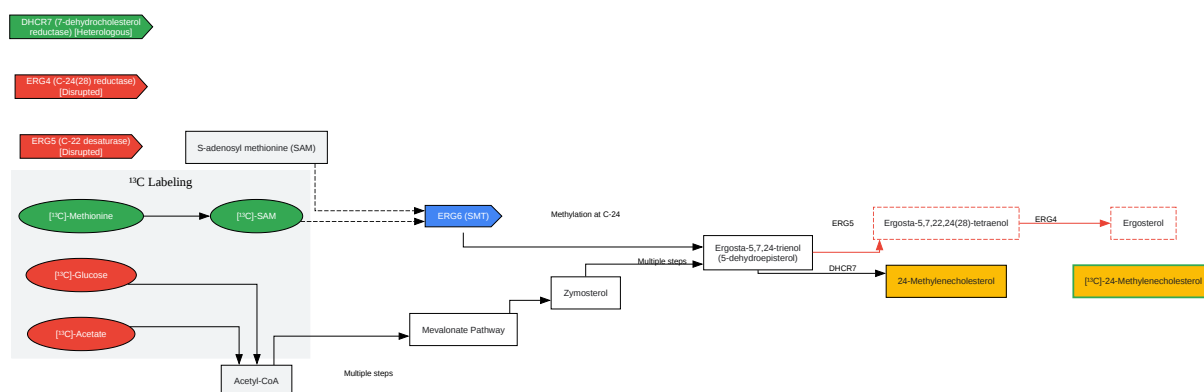 DHCR7 (7-dehydrocholesterol
reductase) [Heterologous]
ERG4 (C-24(28) reductase)
[Disrupted]
ERG5 (C-22 desaturase)
[Disrupted]
S-adenosyl methionine (SAM)
¹³C Labeling
[¹³C]-Methionine
[¹³C]-SAM
ERG6 (SMT)
Methylation at C-24
ERG5
Ergosta-5,7,22,24(28)-tetraenol
ERG4
Ergosterol
Ergosta-5,7,24-trienol
(5-dehydroepisterol)
Multiple steps
DHCR7
[¹³C]-Glucose
24-Methylenecholesterol
[¹³C]-24-Methylenecholesterol
Zymosterol
[¹³C]-Acetate
Mevalonate Pathway
Multiple steps
Acetyl-CoA